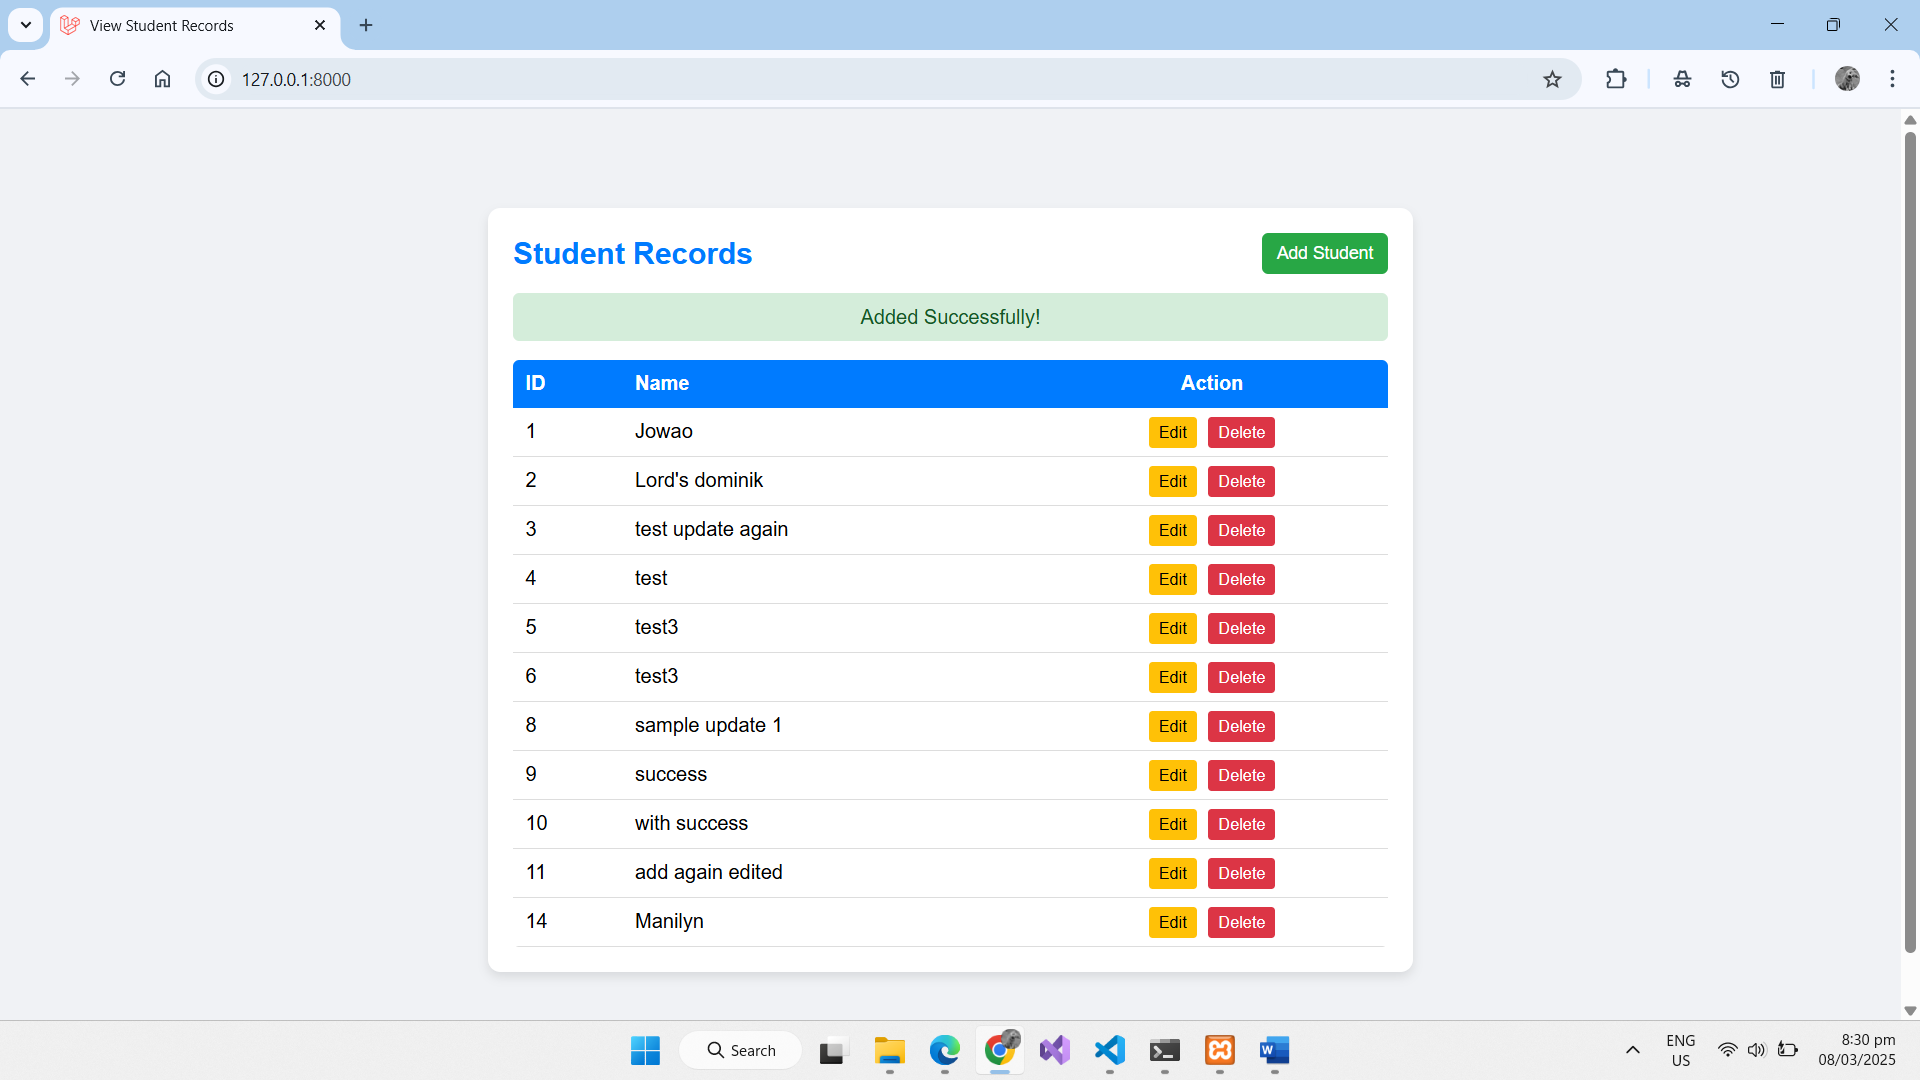 View Student Records
127.0.0.1:8000
Student Records
Add Student
Added Successfully!
ID Name Action
1 Jowao Edit Delete
2 Lord's dominik Edit Delete
3 test update again Edit Delete
4 test Edit Delete
5 test3 Edit Delete
6 test3 Edit Delete
8 sample update 1 Edit Delete
9 success Edit Delete
10 with success Edit Delete
11 add again edited Edit Delete
14 Manilyn Edit Delete
Search
ENG
US
8:30 pm
08/03/2025